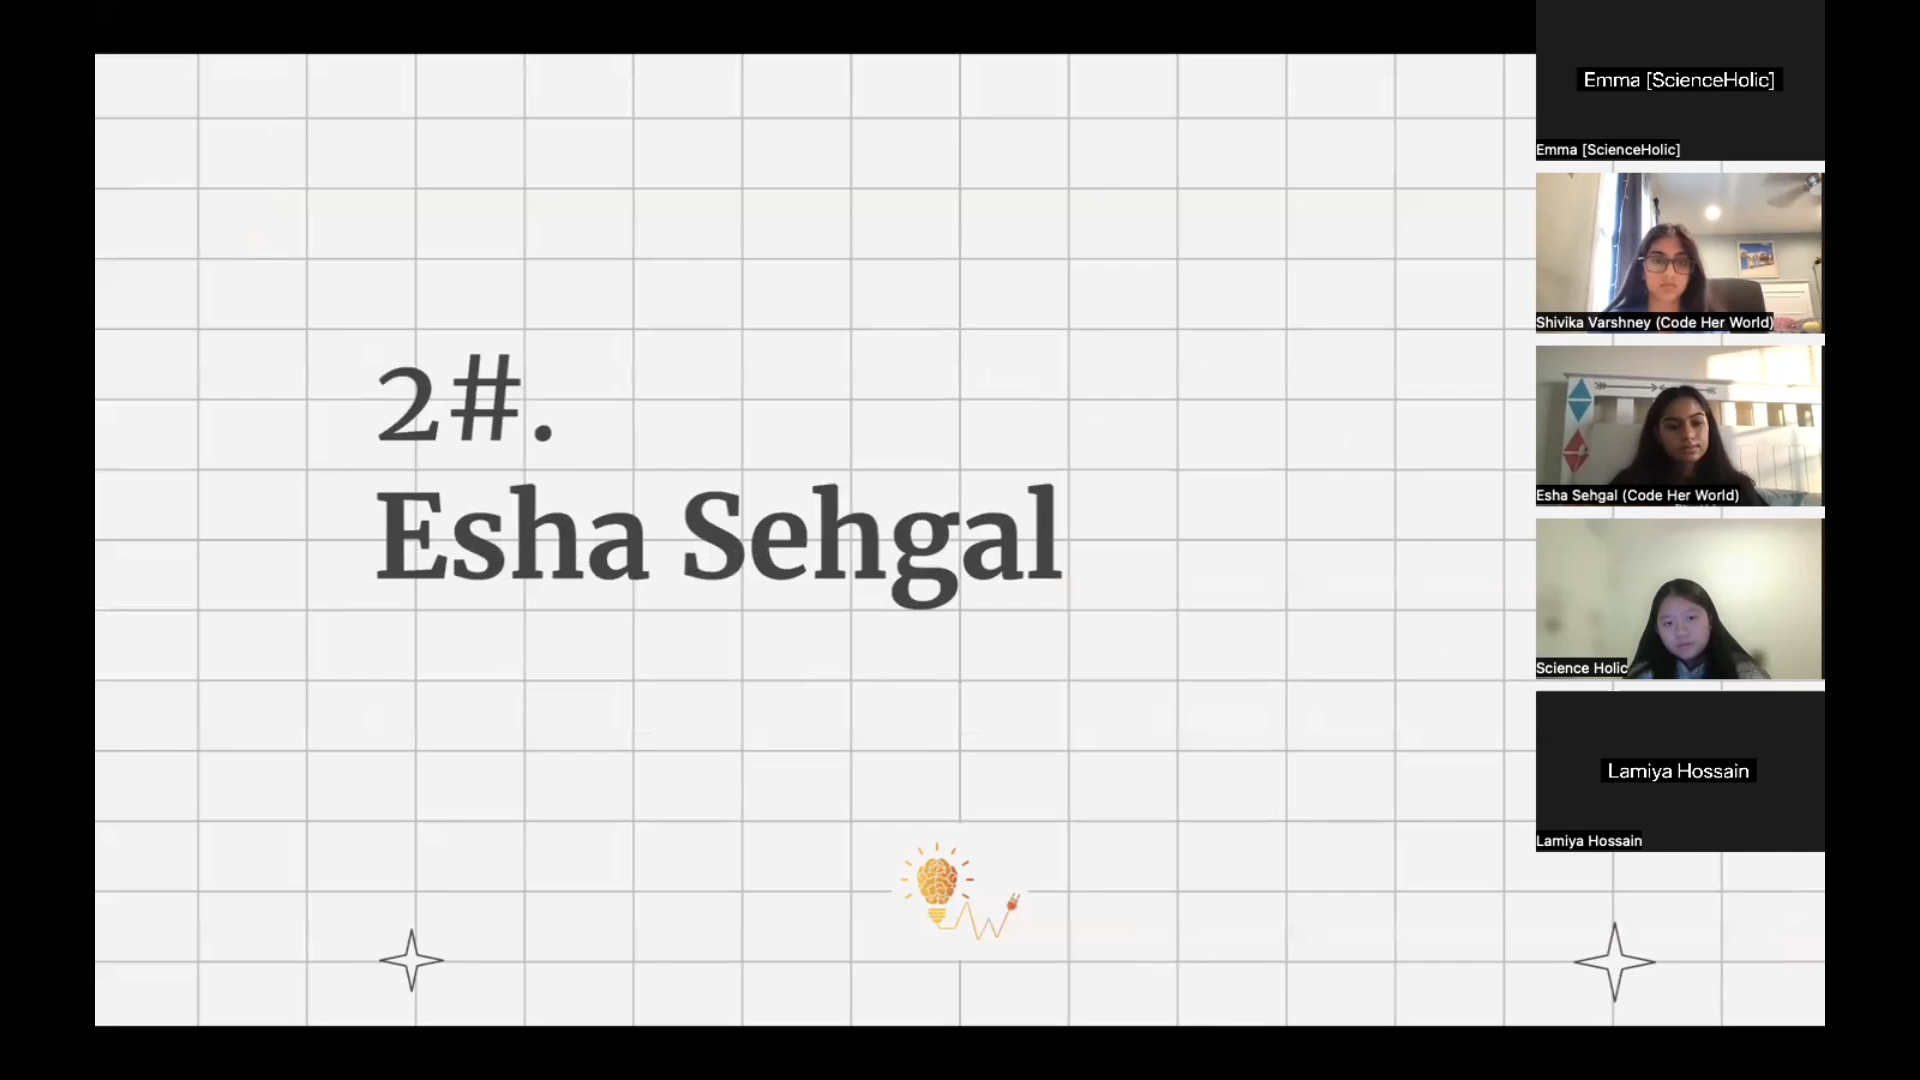 2#.
Esha Sehgal
Emma [ScienceHolic]
Emma [ScienceHolic]
Shivika Varshney (Code Her World)
Esha Sehgal (Code Her World)
Science Holic
Lamiya Hossain
Lamiya Hossain